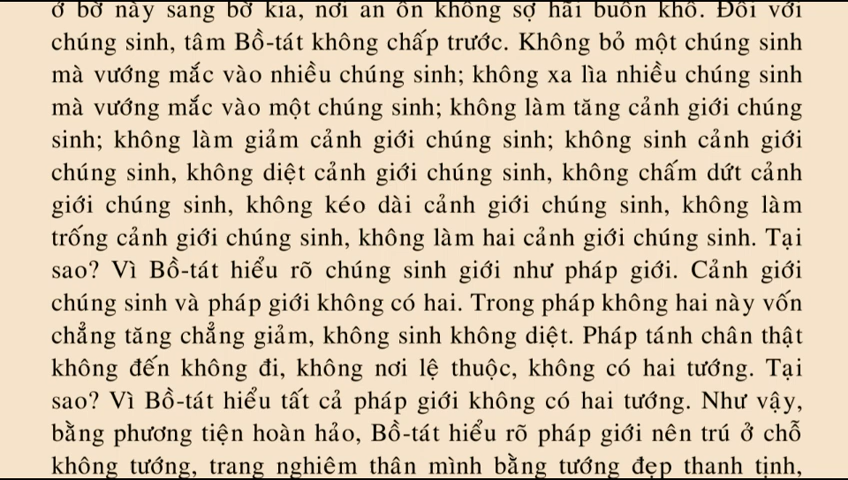 ở bờ này sang bờ kia, nơi an ổn không sợ hãi buồn khổ. Đối với
chúng sinh, tâm Bồ-tát không chấp trước. Không bỏ một chúng sinh
mà vướng mắc vào nhiều chúng sinh; không xa lìa nhiều chúng sinh
mà vướng mắc vào một chúng sinh; không làm tăng cảnh giới chúng
sinh; không làm giảm cảnh giới chúng sinh; không sinh cảnh giới
chúng sinh, không diệt cảnh giới chúng sinh, không chấm dứt cảnh
giới chúng sinh, không kéo dài cảnh giới chúng sinh, không làm
trống cảnh giới chúng sinh, không làm hai cảnh giới chúng sinh. Tại
sao? Vì Bồ-tát hiểu rõ chúng sinh giới như pháp giới. Cảnh giới
chúng sinh và pháp giới không có hai. Trong pháp không hai này vốn
chẳng tăng chẳng giảm, không sinh không diệt. Pháp tánh chân thật
không đến không đi, không nơi lệ thuộc, không có hai tướng. Tại
sao? Vì Bồ-tát hiểu tất cả pháp giới không có hai tướng. Như vậy,
bằng phương tiện hoàn hảo, Bồ-tát hiểu rõ pháp giới nên trú ở chỗ
không tướng, trang nghiêm thân mình bằng tướng đẹp thanh tịnh,